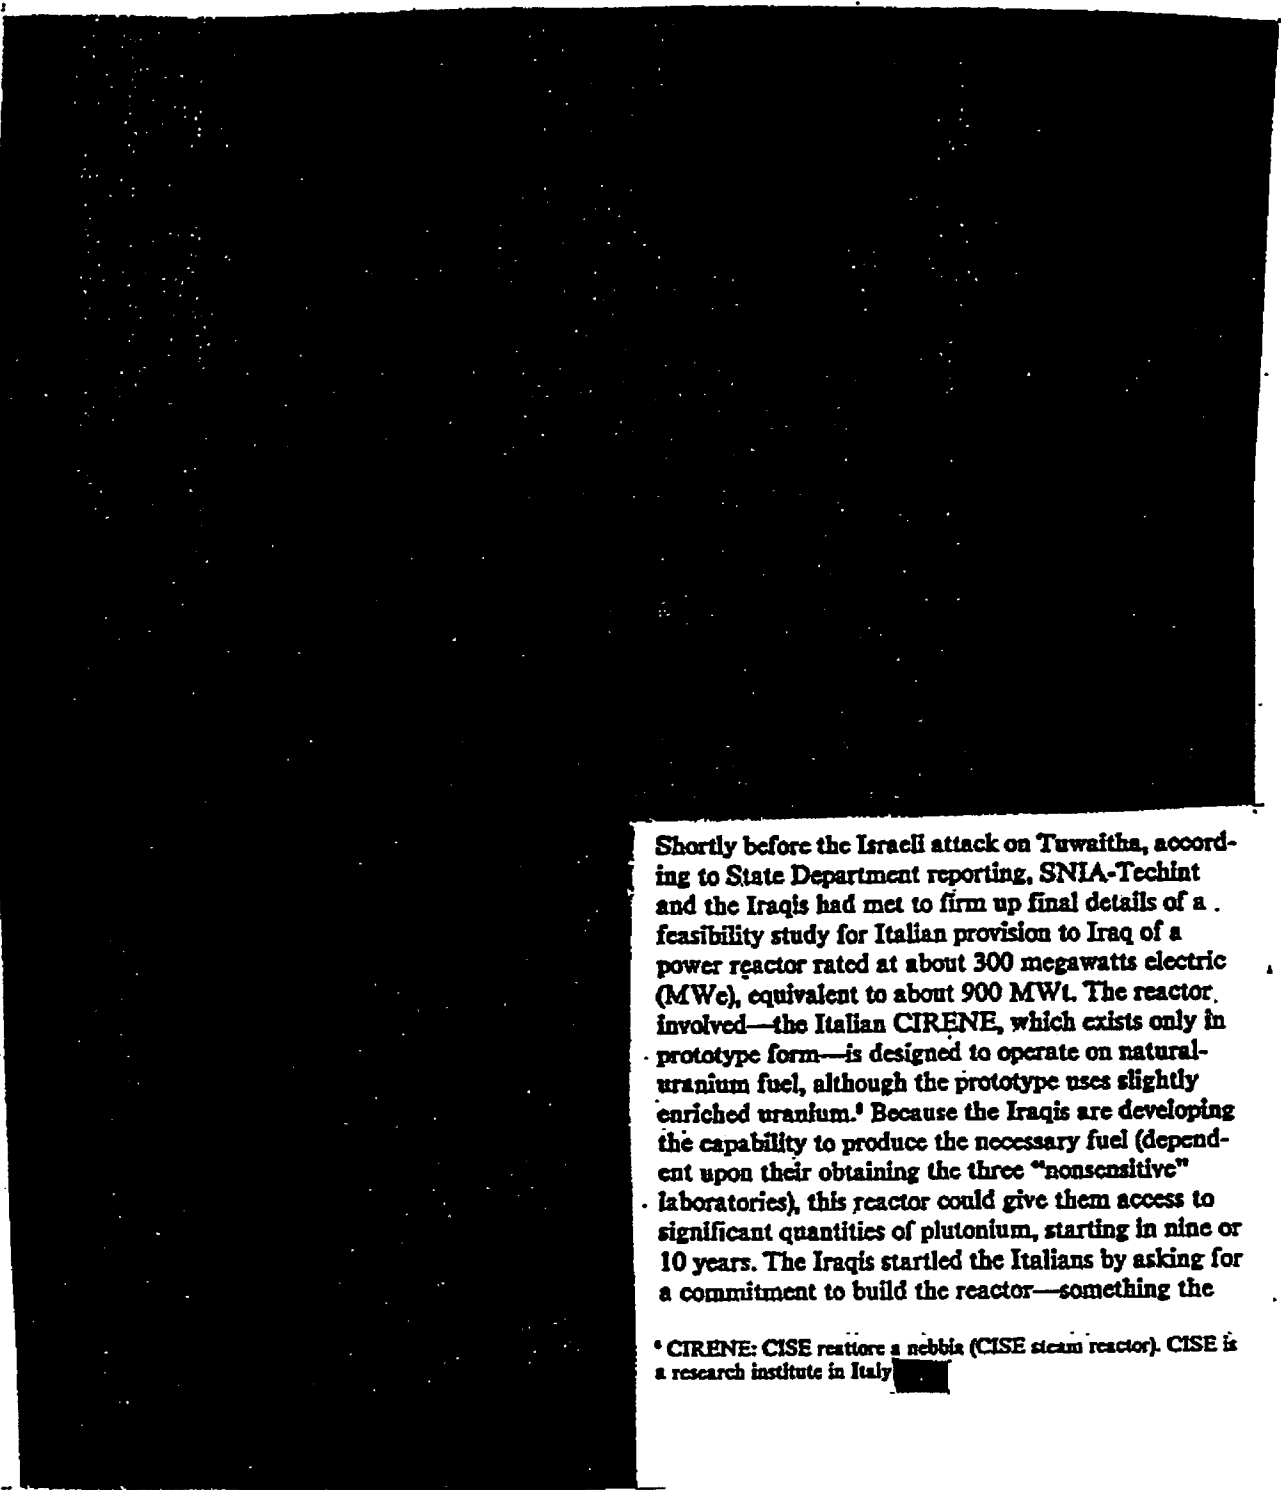 Shortly before the Israeli attack on Tuwaitha, accord-
ing to State Department reporting, SNIA-Techint
and the Iraqis had met to firm up final details of a
feasibility study for Italian provision to Iraq of a
power reactor rated at about 300 megawatts electric
(MWe), equivalent to about 900 MWt. The reactor
involved—the Italian CIRENE, which exists only in
prototype form—is designed to operate on natural-
uranium fuel, although the prototype uses slightly
enriched uranium. Because the Iraqis are developing
the capability to produce the necessary fuel (depend-
ent upon their obtaining the three "nonsensitive"
laboratories), this reactor could give them access to
significant quantities of plutonium, starting in nine or
10 years. The Iraqis startled the Italians by asking for
a commitment to build the reactor—something the
CIRENE: CISE reattore a nebbia (CISE steam reactor). CISE is
a research institute in Italy